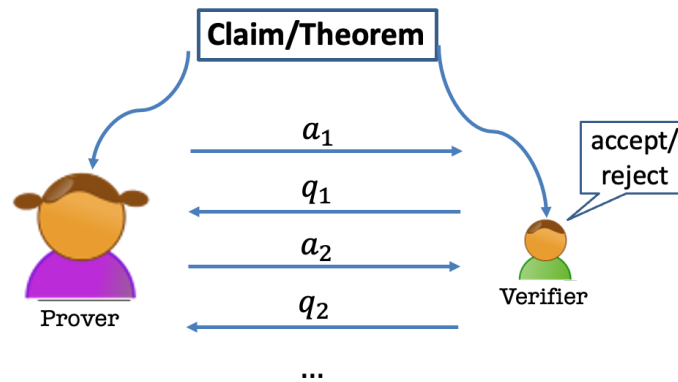 Claim/Theorem
a₁
accept/
reject
q₁
a₂
Prover
Verifier
q₂
...